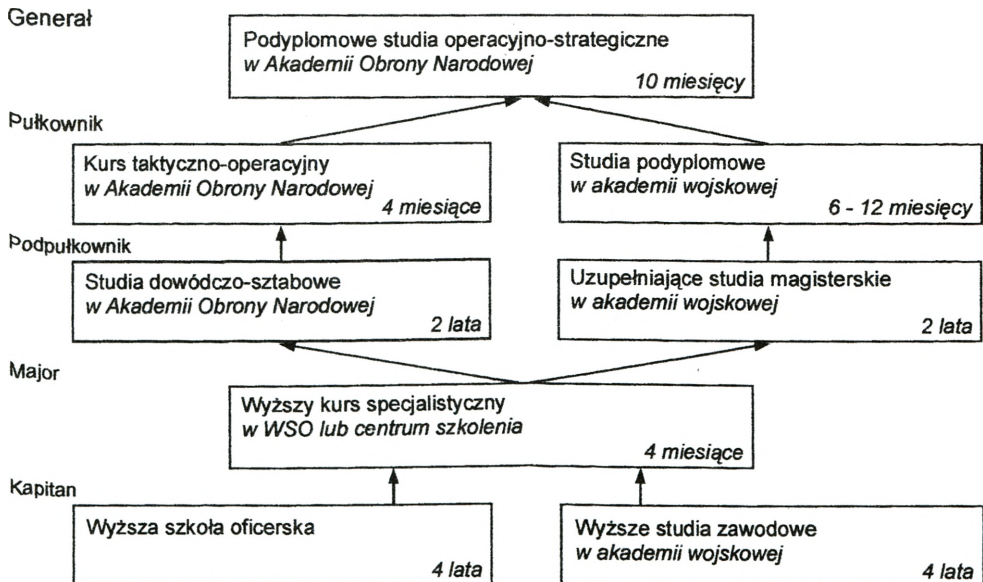 Generał
Podyplomowe studia operacyjno-strategiczne
w Akademii Obrony Narodowej
10 miesięcy
Pułkownik
Kurs taktyczno-operacyjny
w Akademii Obrony Narodowej
4 miesiące
Studia podyplomowe
w akademii wojskowej
6 - 12 miesięcy
Podpułkownik
Studia dowódczo-sztabowe
w Akademii Obrony Narodowej
2 lata
Uzupełniające studia magisterskie
w akademii wojskowej
2 lata
Major
Wyższy kurs specjalistyczny
w WSO lub centrum szkolenia
4 miesiące
Kapitan
Wyższa szkoła oficerska
4 lata
Wyższe studia zawodowe
w akademii wojskowej
4 lata